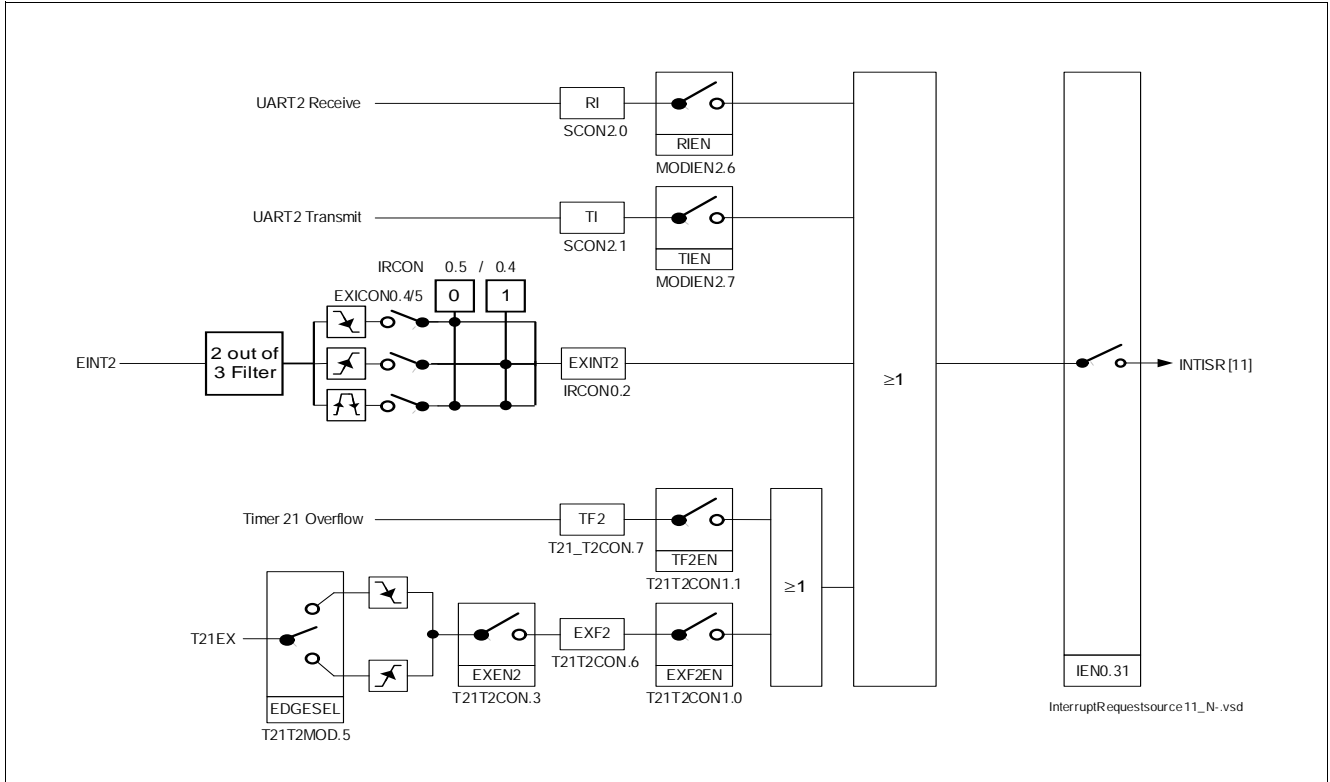 UART2 Receive
RI
SCON2.0
RIEN
MODIEN2.6
UART2 Transmit
TI
SCON2.1
TIEN
MODIEN2.7
IRCON 0.5 / 0.4
EXICON0.4/5
0
1
EINT2
2 out of
3 Filter
EXINT2
IRCON0.2
≥1
INTISR [11]
Timer 21 Overflow
TF2
T21_T2CON.7
TF2EN
T21T2CON1.1
≥1
T21EX
EDGESEL
T21T2MOD.5
EXEN2
T21T2CON.3
EXF2
T21T2CON.6
EXF2EN
T21T2CON1.0
IEN0.31
InterruptRequestsource11_N-.vsd